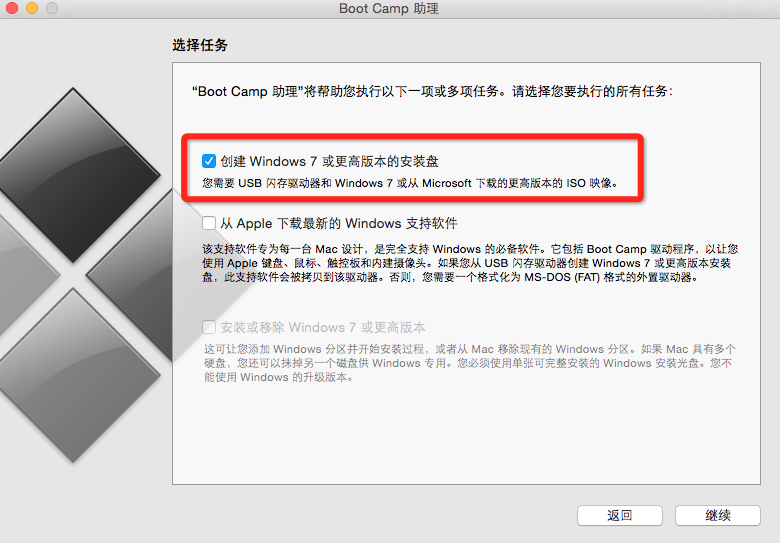 Boot Camp 助理
选择任务
“Boot Camp 助理”将帮助您执行以下一项或多项任务。请选择您要执行的所有任务：
创建 Windows 7 或更高版本的安装盘
您需要 USB 闪存驱动器和 Windows 7 或从 Microsoft 下载的更高版本的 ISO 映像。
从 Apple 下载最新的 Windows 支持软件
该支持软件专为每一台 Mac 设计，是完全支持 Windows 的必备软件。它包括 Boot Camp 驱动程序，以让您
使用 Apple 键盘、鼠标、触控板和内建摄像头。如果您从 USB 闪存驱动器创建 Windows 7 或更高版本安装
盘，此支持软件会被拷贝到该驱动器。否则，您需要一个格式化为 MS-DOS (FAT) 格式的外置驱动器。
安装或移除 Windows 7 或更高版本
这可让您添加 Windows 分区并开始安装过程，或者从 Mac 移除现有的 Windows 分区。如果 Mac 具有多个
硬盘，您还可以抹掉另一个磁盘供 Windows 专用。您必须使用单张可完整安装的 Windows 安装光盘。您不
能使用 Windows 的升级版本。
返回
继续